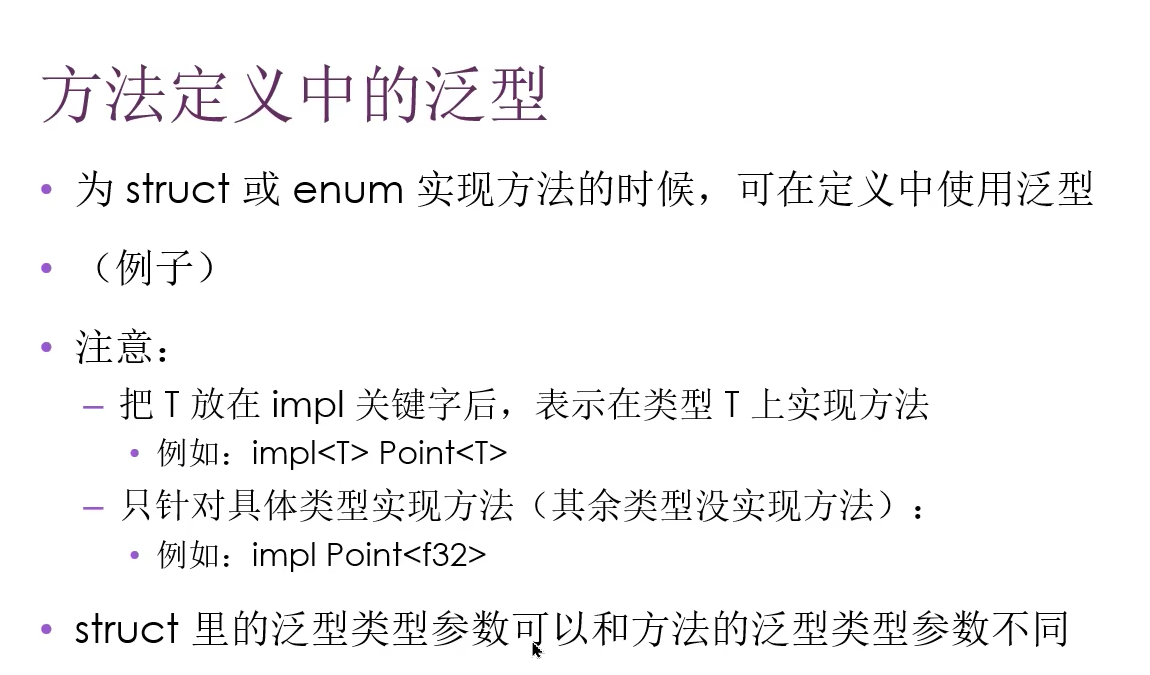 方法定义中的泛型
• 为 struct 或 enum 实现方法的时候，可在定义中使用泛型
• （例子）
• 注意：
– 把 T 放在 impl 关键字后，表示在类型 T 上实现方法
• 例如：impl<T> Point<T>
– 只针对具体类型实现方法（其余类型没实现方法）：
• 例如：impl Point<f32>
• struct 里的泛型类型参数可以和方法的泛型类型参数不同